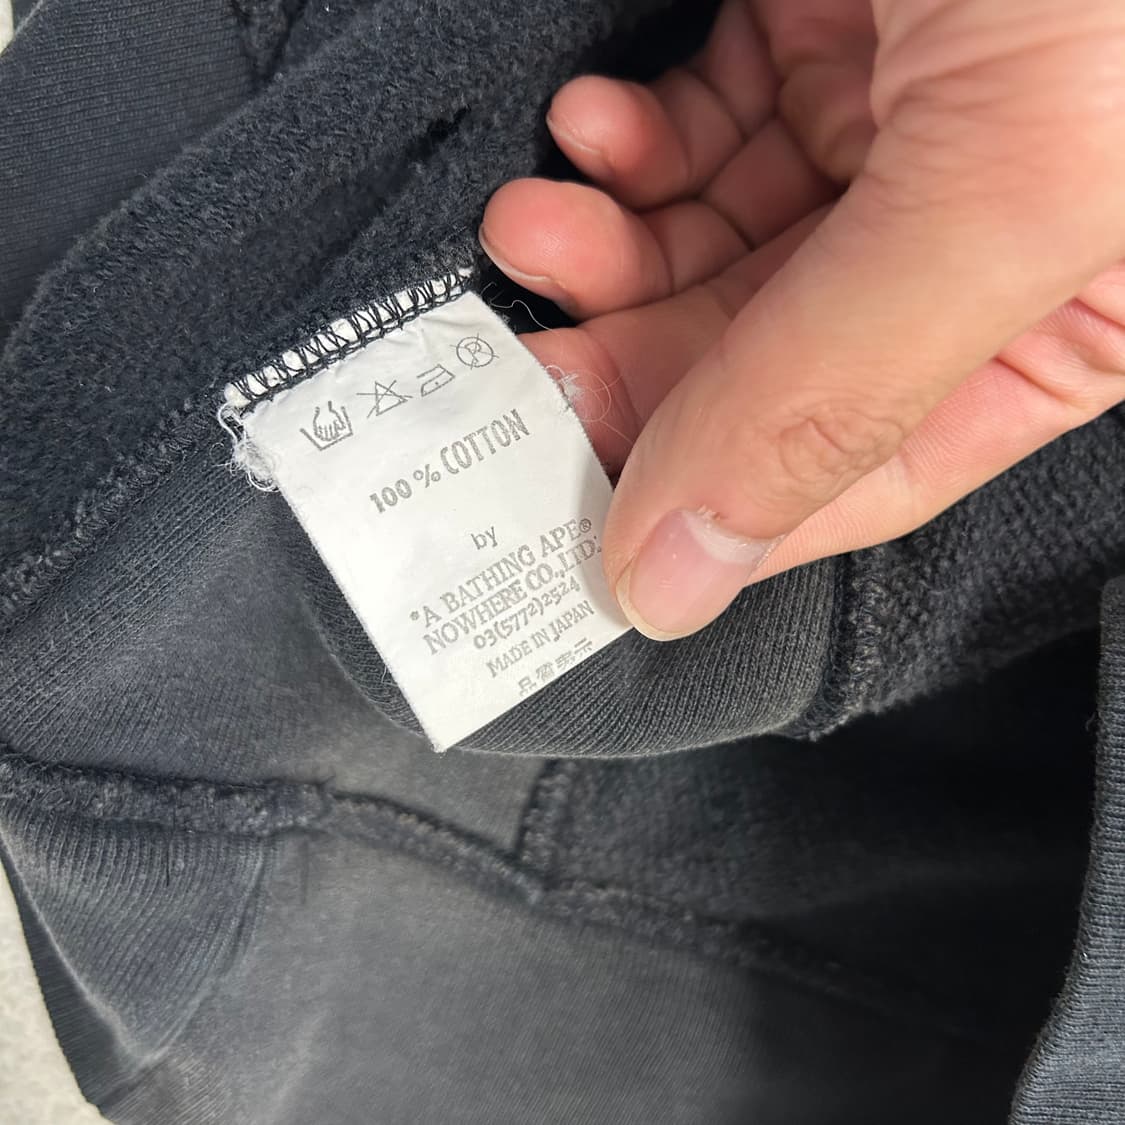 100 % COTTON
by
*A BATHING APE®
NOWHERE CO.,LTD.
03(5772)2524
MADE IN JAPAN
品質表示